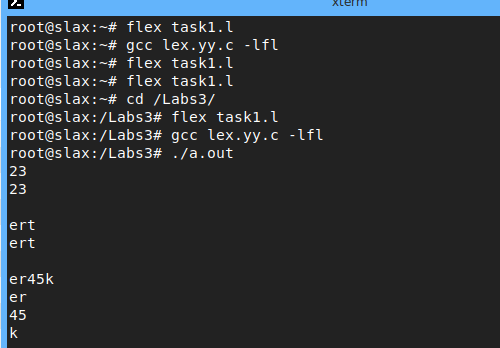 xterm
root@slax:~# flex task1.l
root@slax:~# gcc lex.yy.c -lfl
root@slax:~# flex task1.l
root@slax:~# flex task1.l
root@slax:~# cd /Labs3/
root@slax:/Labs3# flex task1.l
root@slax:/Labs3# gcc lex.yy.c -lfl
root@slax:/Labs3# ./a.out
23
23
ert
ert
er45k
er
45
k